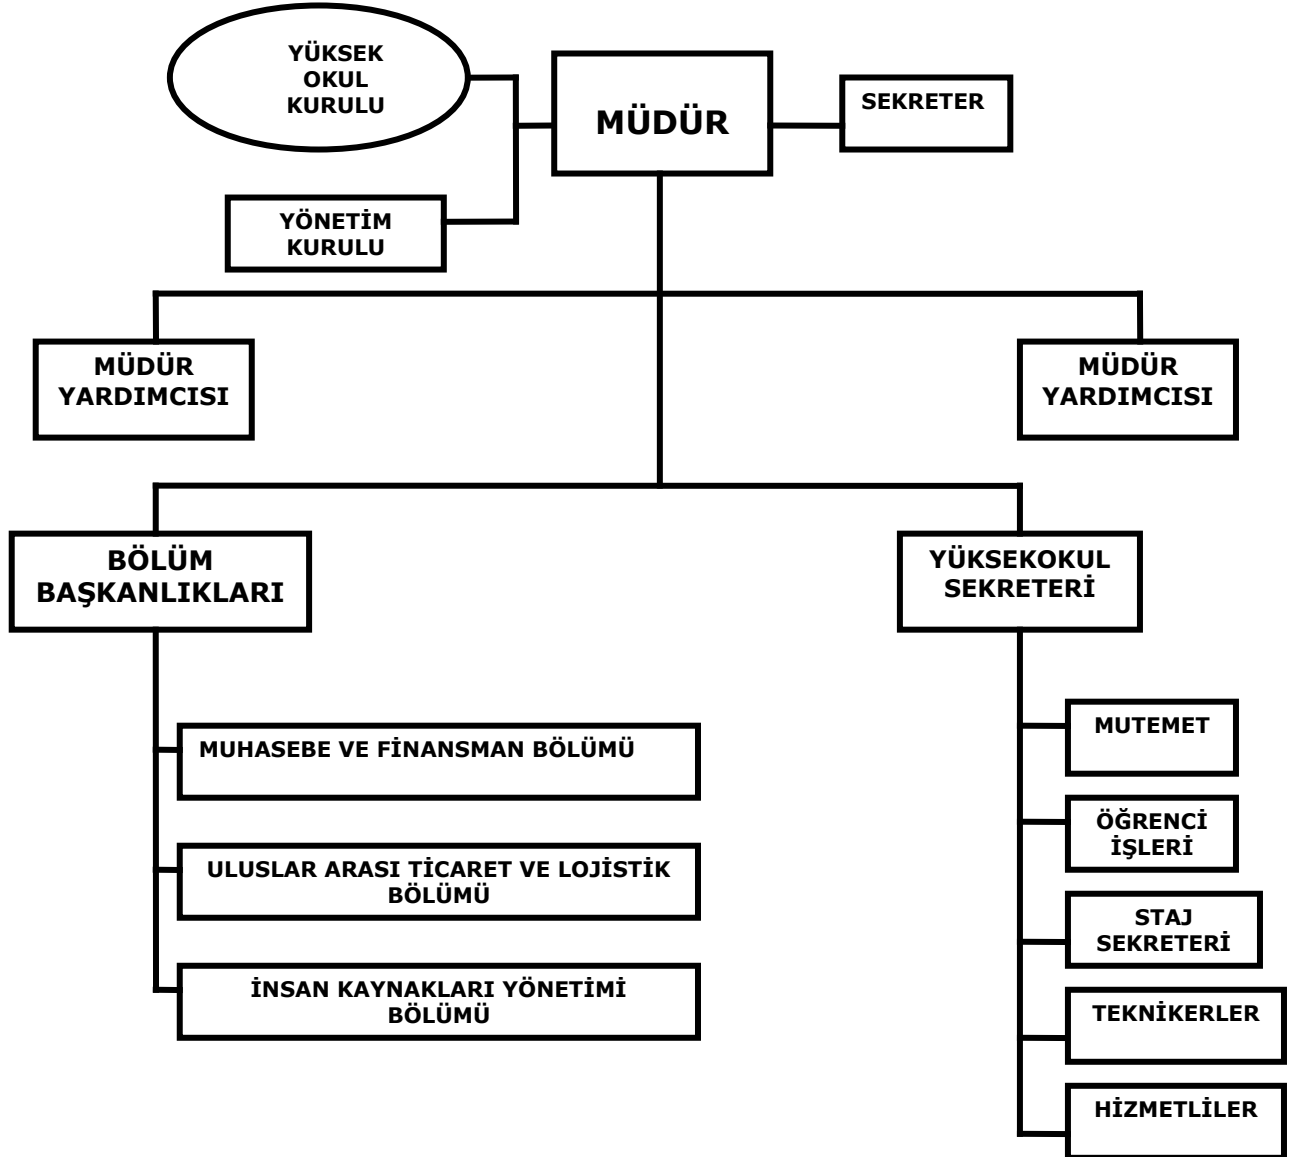 YÜKSEK
OKUL
KURULU
MÜDÜR
SEKRETER
YÖNETİM
KURULU
MÜDÜR
YARDIMCISI
MÜDÜR
YARDIMCISI
BÖLÜM
BAŞKANLIKLARI
YÜKSEKOKUL
SEKRETERİ
MUHASEBE VE FİNANSMAN BÖLÜMÜ
ULUSLAR ARASI TİCARET VE LOJİSTİK
BÖLÜMÜ
İNSAN KAYNAKLARI YÖNETİMİ
BÖLÜMÜ
MUTEMET
ÖĞRENCİ
İŞLERİ
STAJ
SEKRETERİ
TEKNİKERLER
HİZMETLİLER